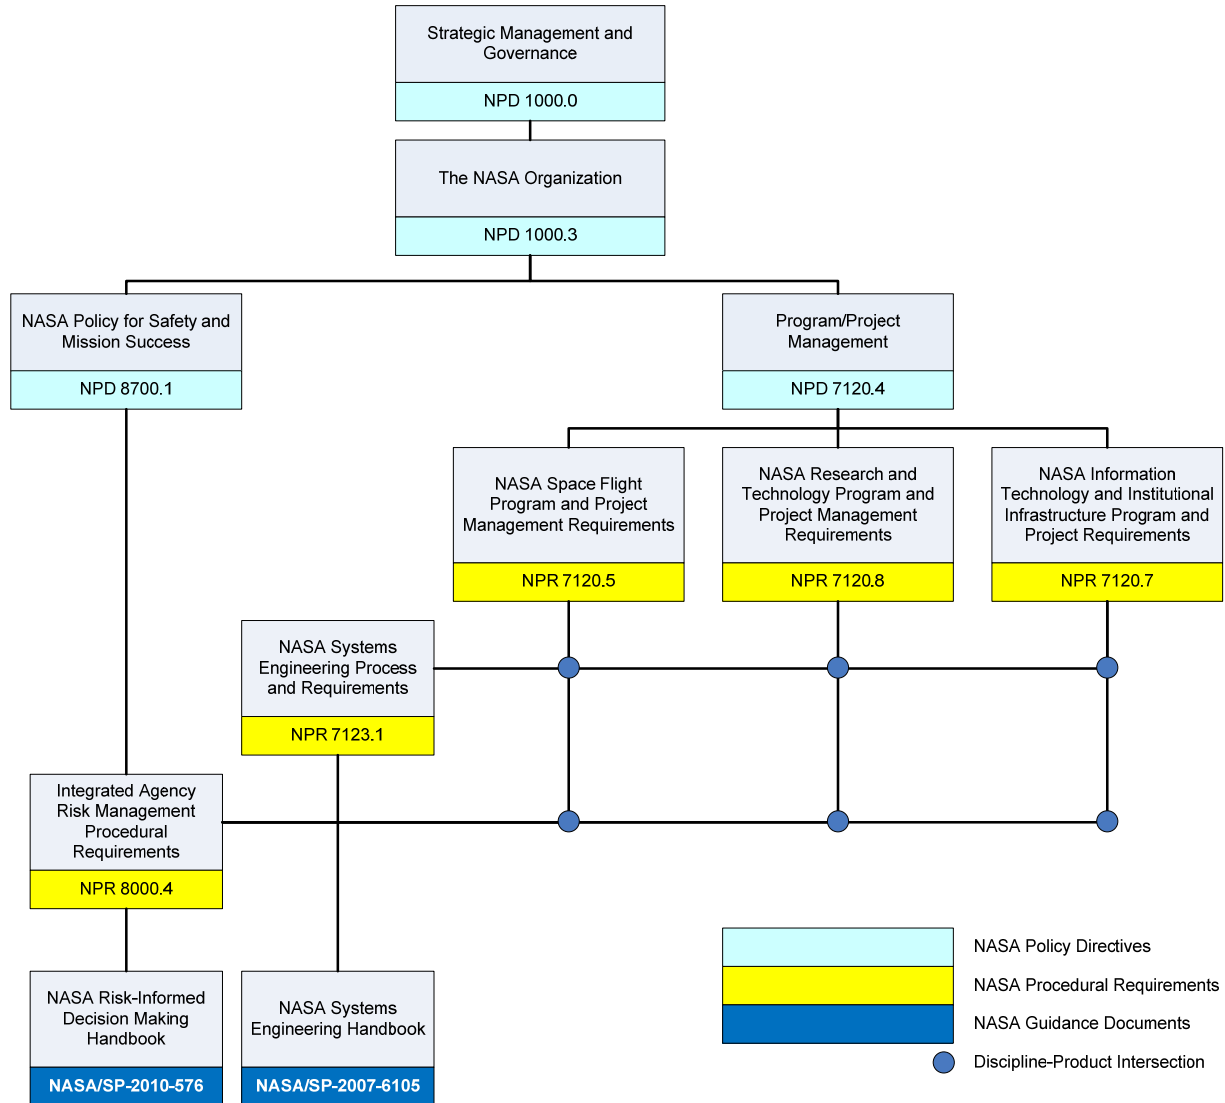 Strategic Management and
Governance
NPD 1000.0
The NASA Organization
NPD 1000.3
NASA Policy for Safety and
Mission Success
NPD 8700.1
Program/Project
Management
NPD 7120.4
NASA Space Flight
Program and Project
Management Requirements
NPR 7120.5
NASA Research and
Technology Program and
Project Management
Requirements
NPR 7120.8
NASA Information
Technology and Institutional
Infrastructure Program and
Project Requirements
NPR 7120.7
NASA Systems
Engineering Process
and Requirements
NPR 7123.1
Integrated Agency
Risk Management
Procedural
Requirements
NPR 8000.4
NASA Risk-Informed
Decision Making
Handbook
NASA/SP-2010-576
NASA Systems
Engineering Handbook
NASA/SP-2007-6105
NASA Policy Directives
NASA Procedural Requirements
NASA Guidance Documents
Discipline-Product Intersection